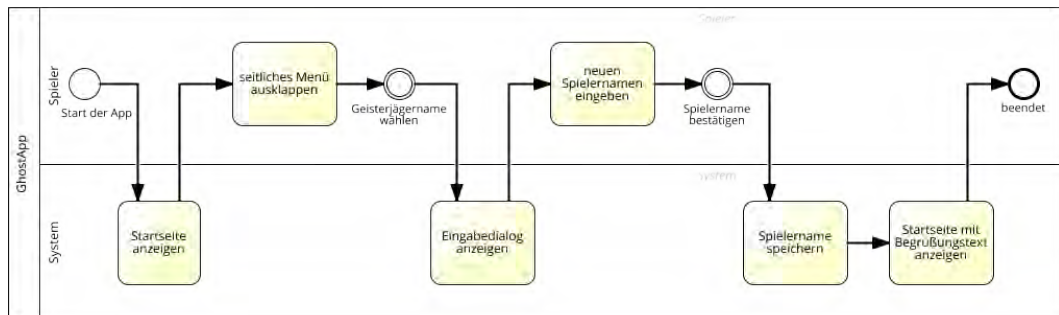 GhostApp
Spieler
Spieler
Start der App
seitliches Menü
ausklappen
Geisterjägername
wählen
neuen
Spielernamen
eingeben
Spielername
bestätigen
beendet
System
System
Startseite
anzeigen
Eingabedialog
anzeigen
Spielername
speichern
Startseite mit
Begrüßungstext
anzeigen